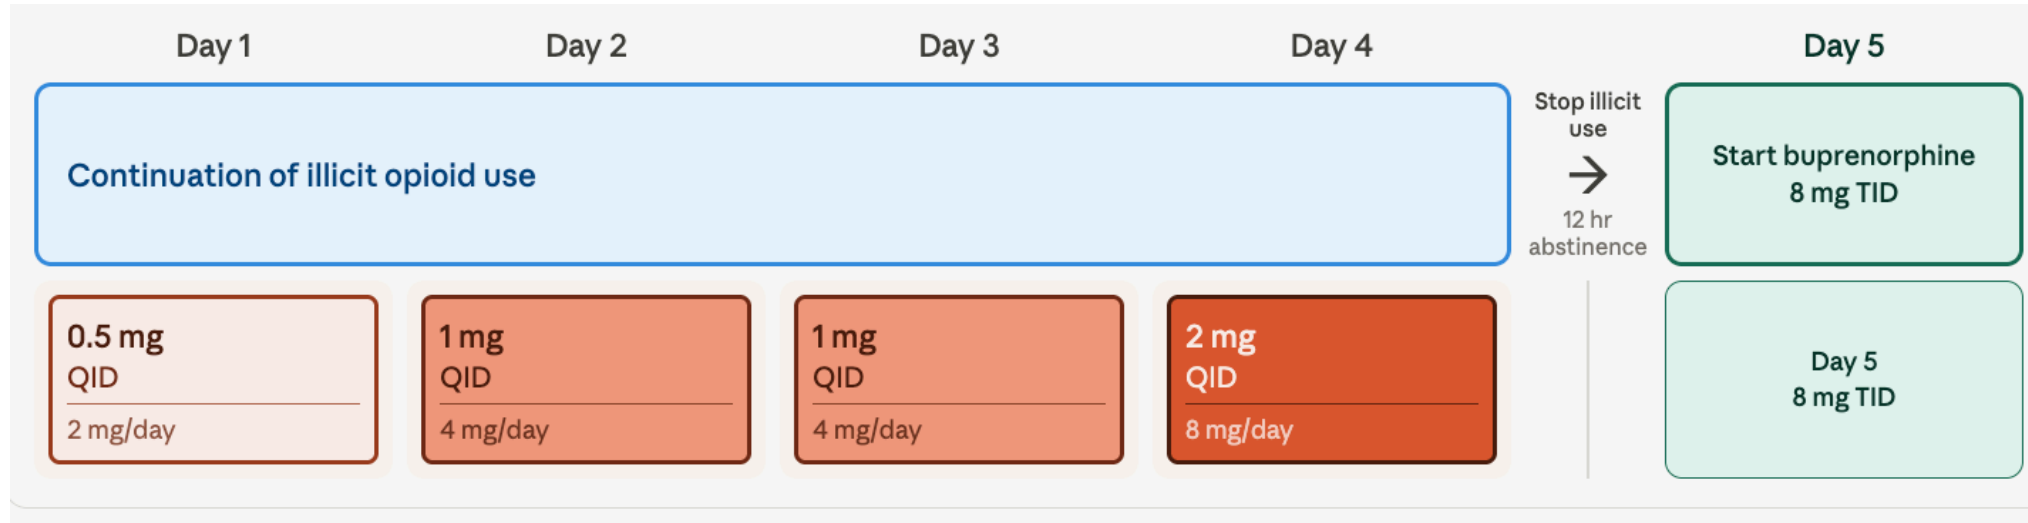 Day 1
Day 2
Day 3
Day 4
Day 5
Continuation of illicit opioid use
Stop illicit
use
→
12 hr
abstinence
Start buprenorphine
8 mg TID
0.5 mg
QID
2 mg/day
1 mg
QID
4 mg/day
1 mg
QID
4 mg/day
2 mg
QID
8 mg/day
Day 5
8 mg TID